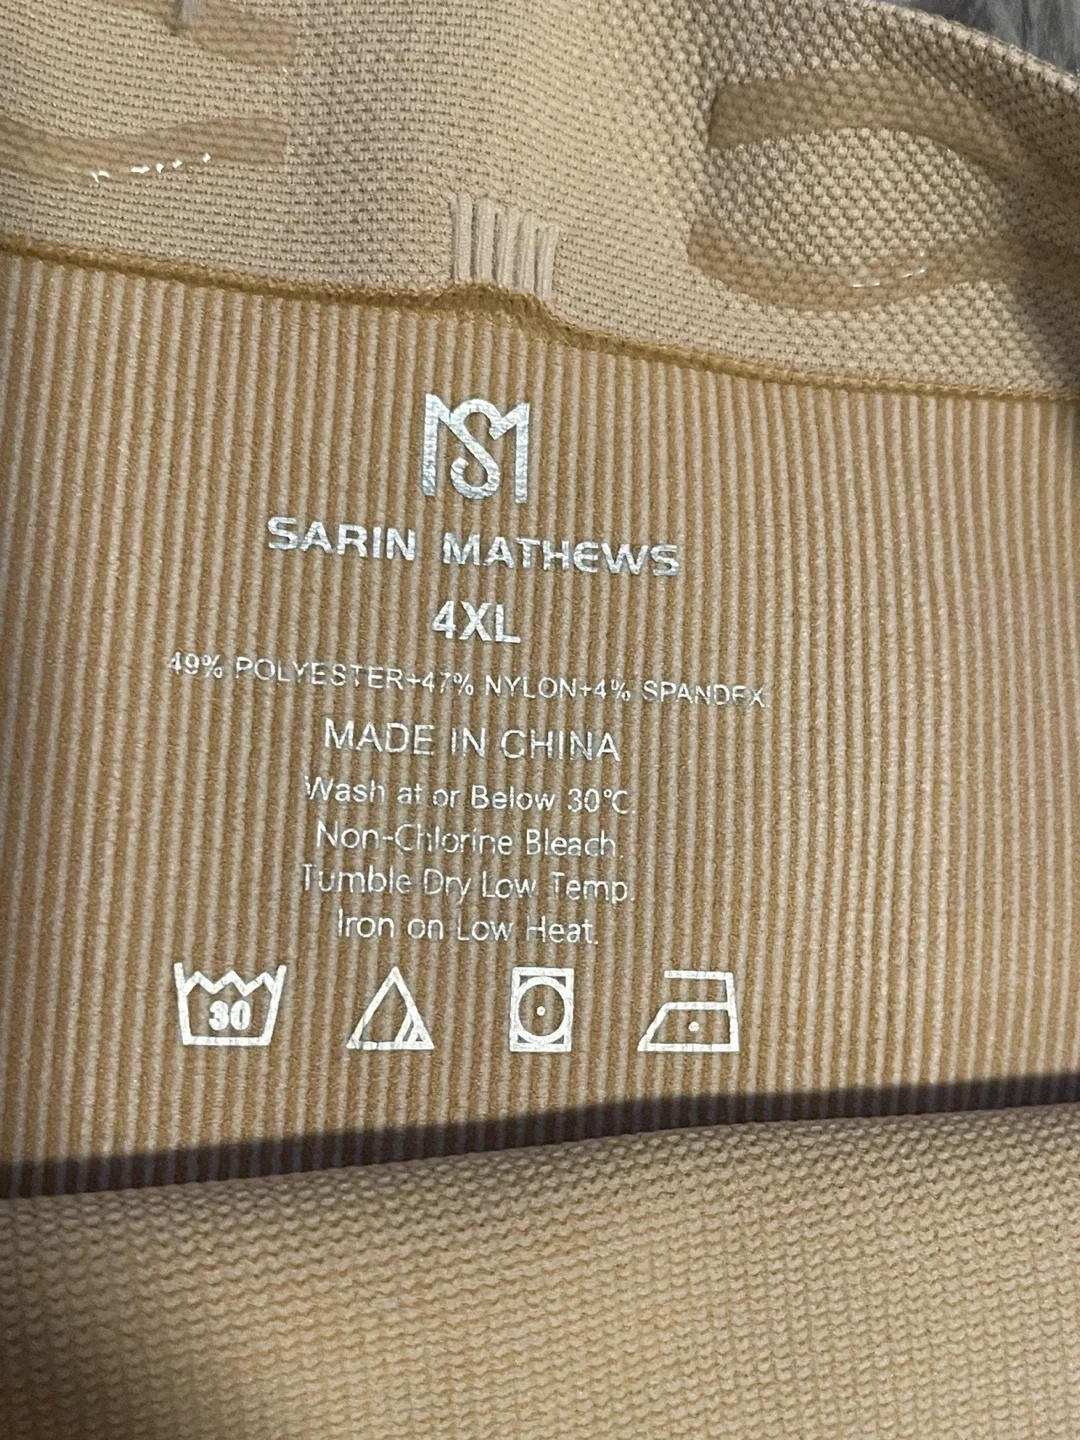 SM
SARIN MATHEWS
4XL
49% POLYESTER+47% NYLON+4% SPANDEX
MADE IN CHINA
Wash at or Below 30°C.
Non-Chlorine Bleach.
Tumble Dry Low Temp.
Iron on Low Heat.
30